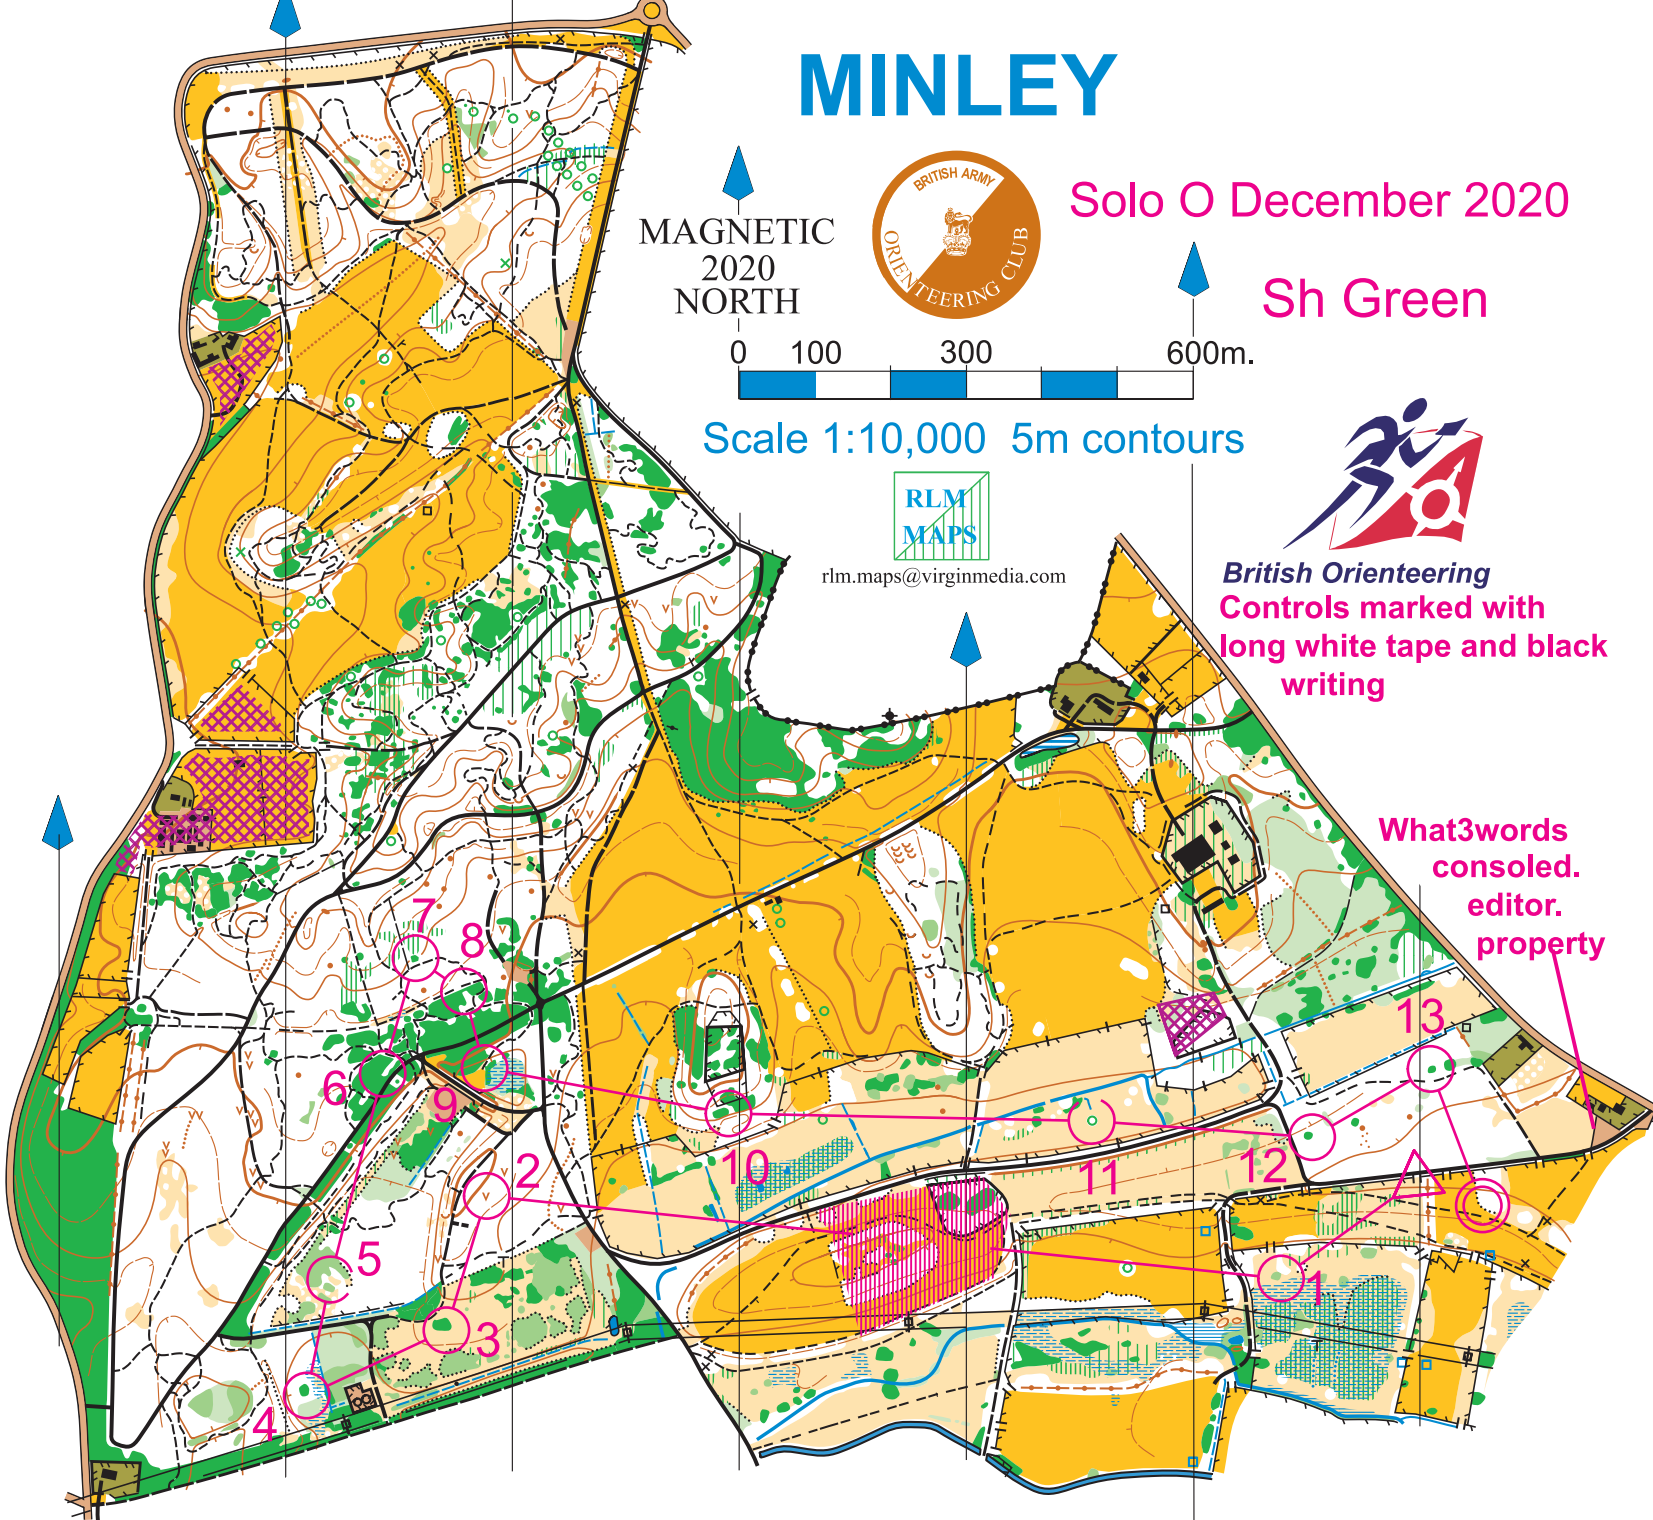 MINLEY
MAGNETIC
2020
NORTH
BRITISH ARMY
ORIENTEERING CLUB
Solo O December 2020
Sh Green
0 100 300 600m.
Scale 1:10,000 5m contours
RLM
MAPS
rlm.maps@virginmedia.com
British Orienteering
Controls marked with
long white tape and black
writing
What3words
consoled.
editor.
property
7
8
13
6
9
10
2
11
12
5
1
3
4